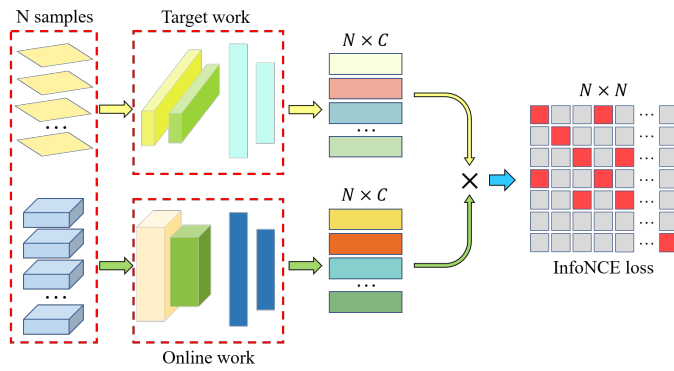 N samples
Target work
N × C
…
…
N × N
…
…
…
…
…
…
…
N × C
…
…
InfoNCE loss
Online work